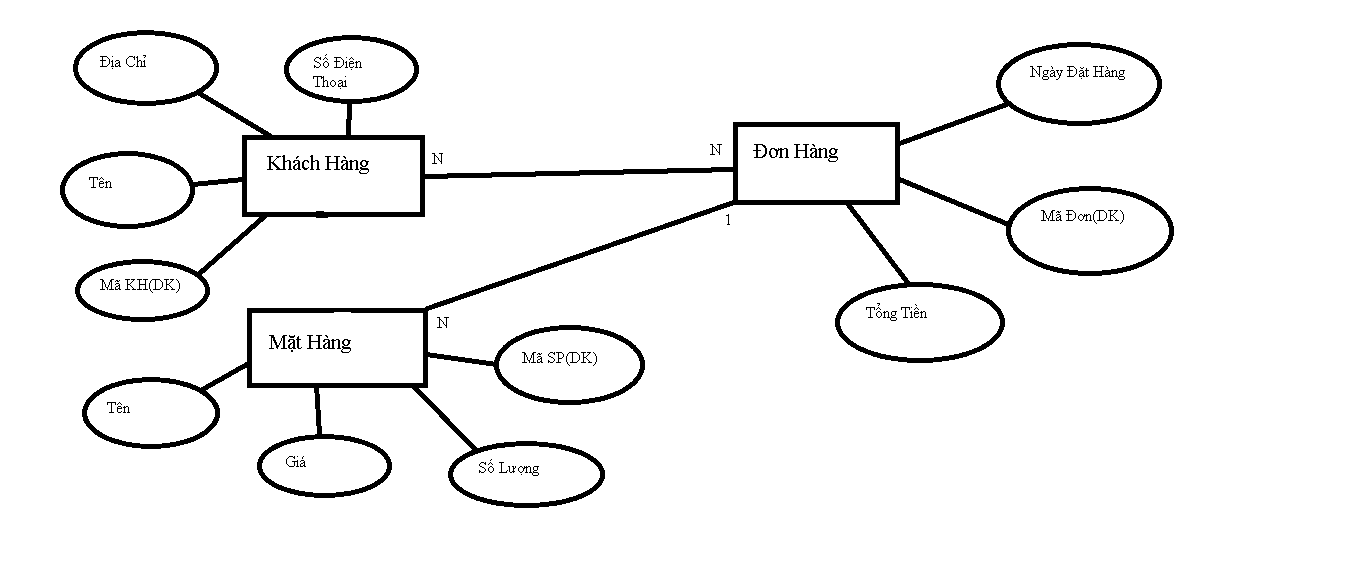 Địa Chỉ
Số Điện
Thoại
Ngày Đặt Hàng
Khách Hàng
N
N
Đơn Hàng
Tên
Mã Đơn(DK)
1
Mã KH(DK)
Tổng Tiền
N
Mặt Hàng
Mã SP(DK)
Tên
Giá
Số Lượng